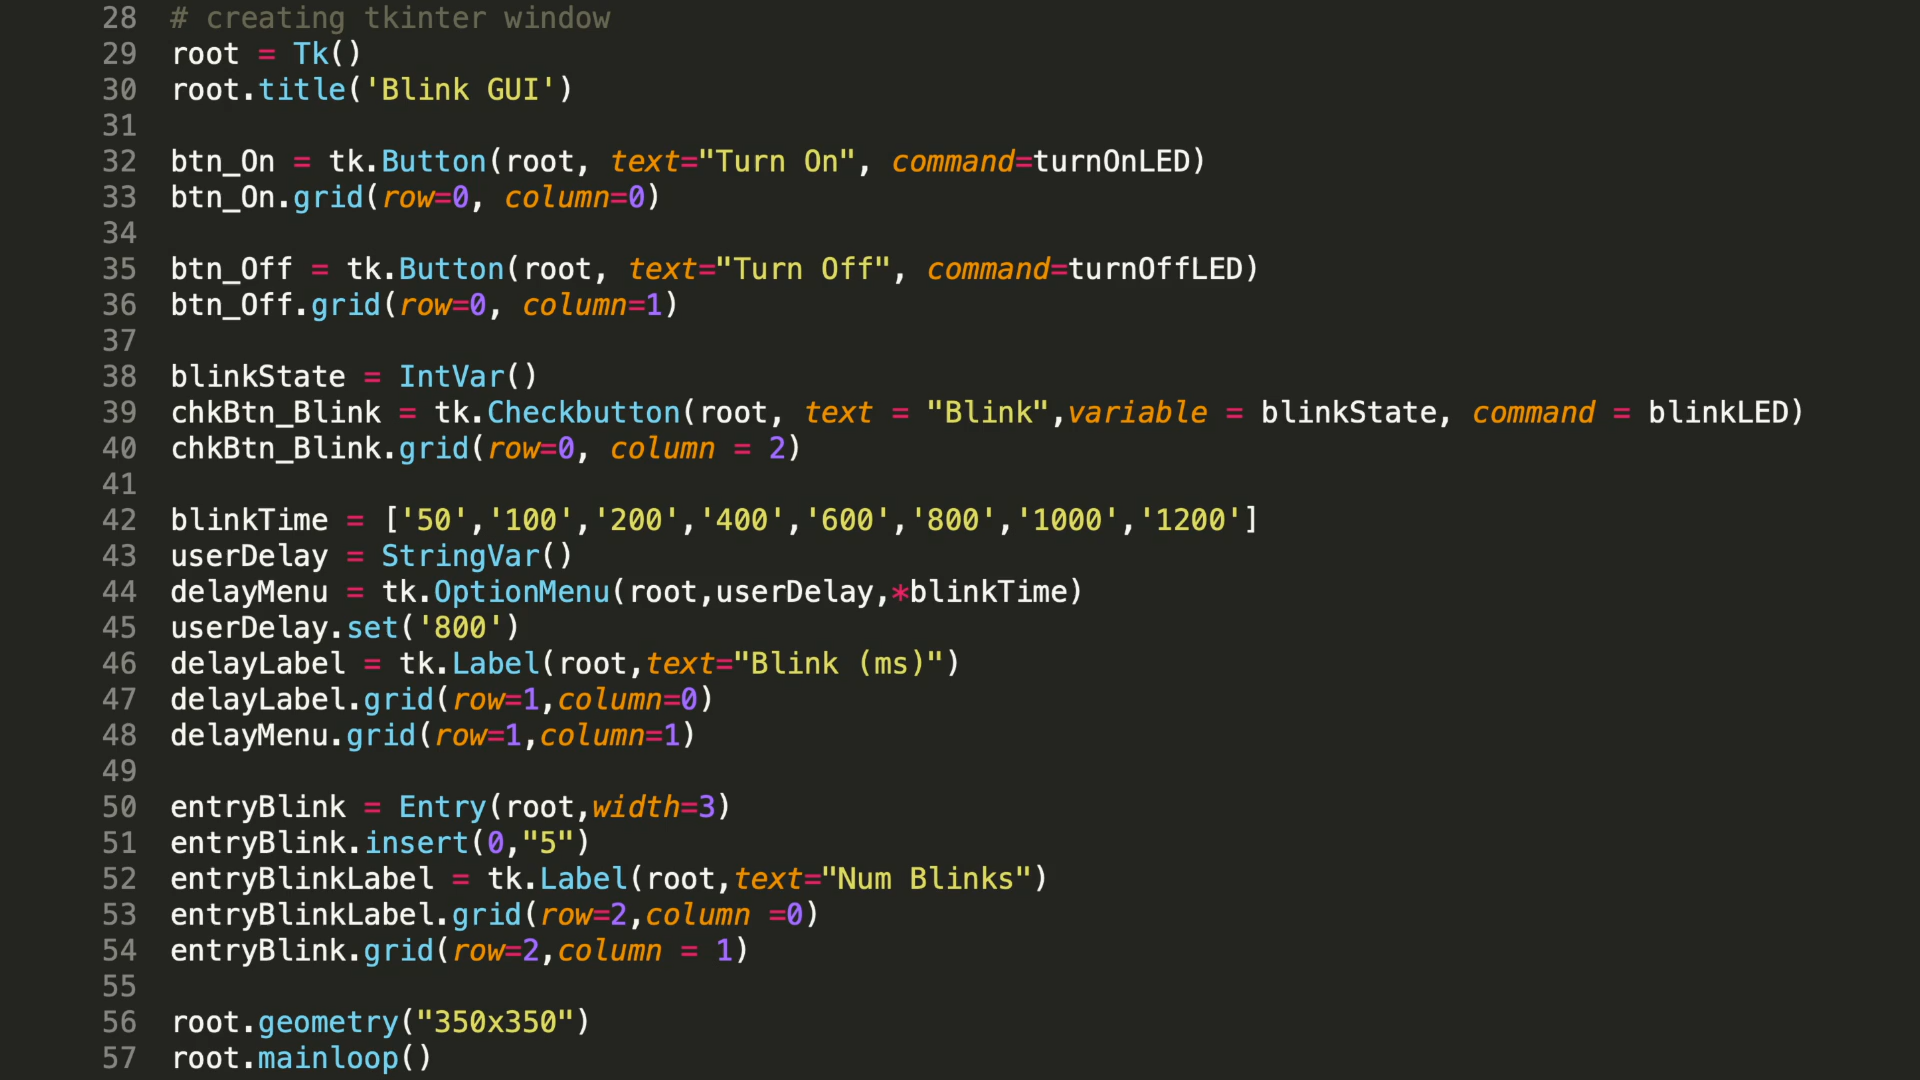 28 # creating tkinter window
29 root = Tk()
30 root.title('Blink GUI')
31
32 btn_On = tk.Button(root, text="Turn On", command=turnOnLED)
33 btn_On.grid(row=0, column=0)
34
35 btn_Off = tk.Button(root, text="Turn Off", command=turnOffLED)
36 btn_Off.grid(row=0, column=1)
37
38 blinkState = IntVar()
39 chkBtn_Blink = tk.Checkbutton(root, text = "Blink",variable = blinkState, command = blinkLED)
40 chkBtn_Blink.grid(row=0, column = 2)
41
42 blinkTime = ['50','100','200','400','600','800','1000','1200']
43 userDelay = StringVar()
44 delayMenu = tk.OptionMenu(root,userDelay,*blinkTime)
45 userDelay.set('800')
46 delayLabel = tk.Label(root,text="Blink (ms)")
47 delayLabel.grid(row=1,column=0)
48 delayMenu.grid(row=1,column=1)
49
50 entryBlink = Entry(root,width=3)
51 entryBlink.insert(0,"5")
52 entryBlinkLabel = tk.Label(root,text="Num Blinks")
53 entryBlinkLabel.grid(row=2,column =0)
54 entryBlink.grid(row=2,column = 1)
55
56 root.geometry("350x350")
57 root.mainloop()